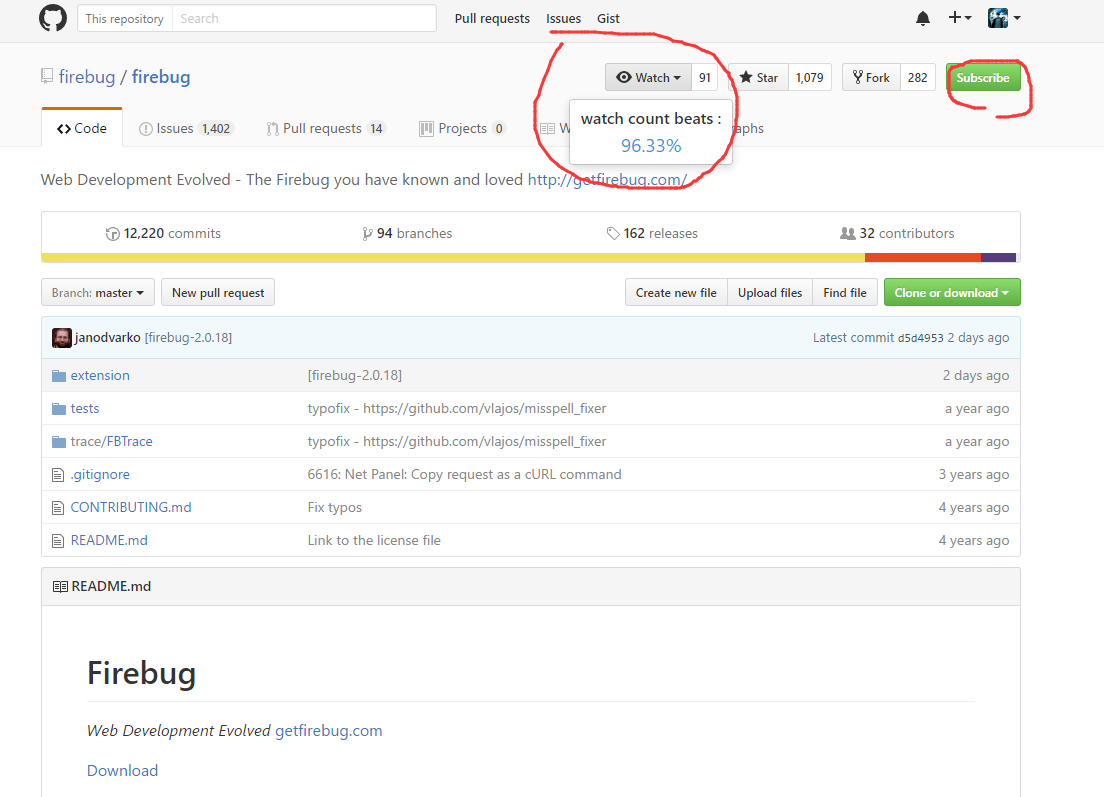 This repository Search Pull requests Issues Gist
firebug / firebug Watch 91 Star 1,079 Fork 282 Subscribe
Code Issues 1,402 Pull requests 14 Projects 0 W
watch count beats :
96.33%
Web Development Evolved - The Firebug you have known and loved http://getfirebug.com/
12,220 commits 94 branches 162 releases 32 contributors
Branch: master New pull request Create new file Upload files Find file Clone or download
janodvarko [firebug-2.0.18] Latest commit d5d4953 2 days ago
extension [firebug-2.0.18] 2 days ago
tests typofix - https://github.com/vlajos/misspell_fixer a year ago
trace/FBTrace typofix - https://github.com/vlajos/misspell_fixer a year ago
.gitignore 6616: Net Panel: Copy request as a cURL command 3 years ago
CONTRIBUTING.md Fix typos 4 years ago
README.md Link to the license file 4 years ago
README.md
Firebug
Web Development Evolved getfirebug.com
Download